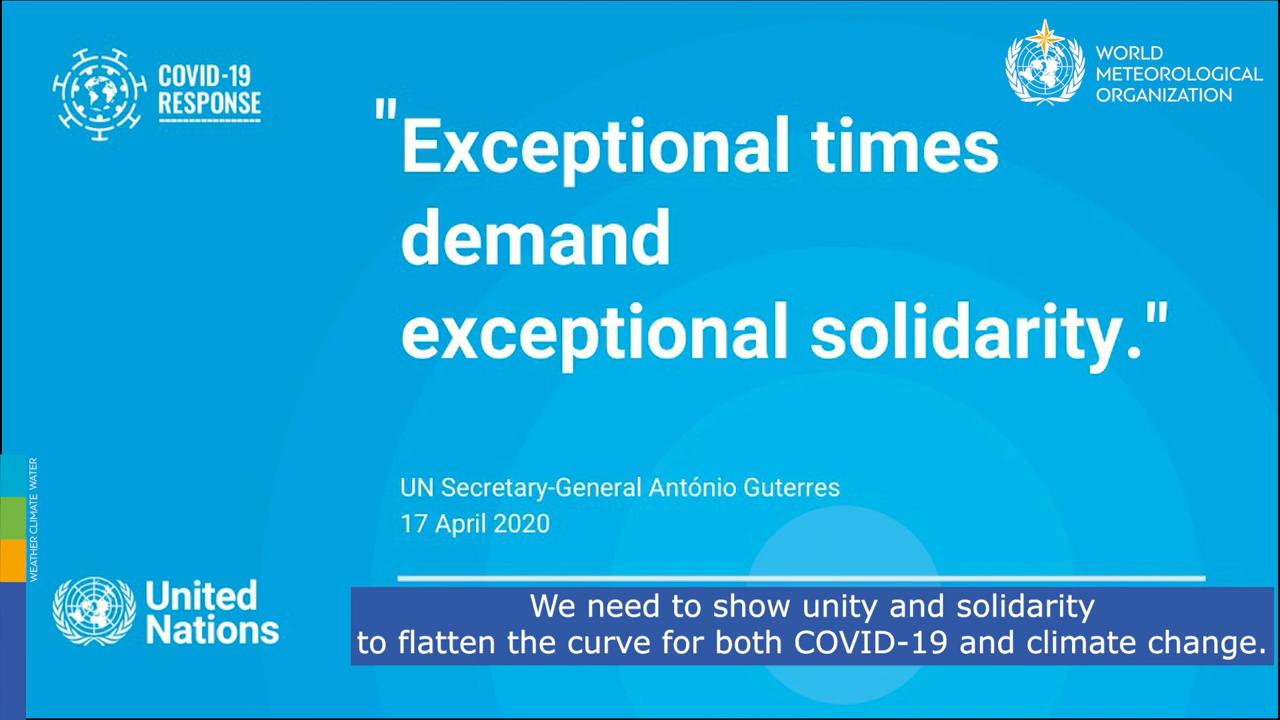 COVID-19
RESPONSE
WORLD
METEOROLOGICAL
ORGANIZATION
"Exceptional times
demand
exceptional solidarity."
UN Secretary-General António Guterres
17 April 2020
WEATHER CLIMATE WATER
United
Nations
We need to show unity and solidarity
to flatten the curve for both COVID-19 and climate change.